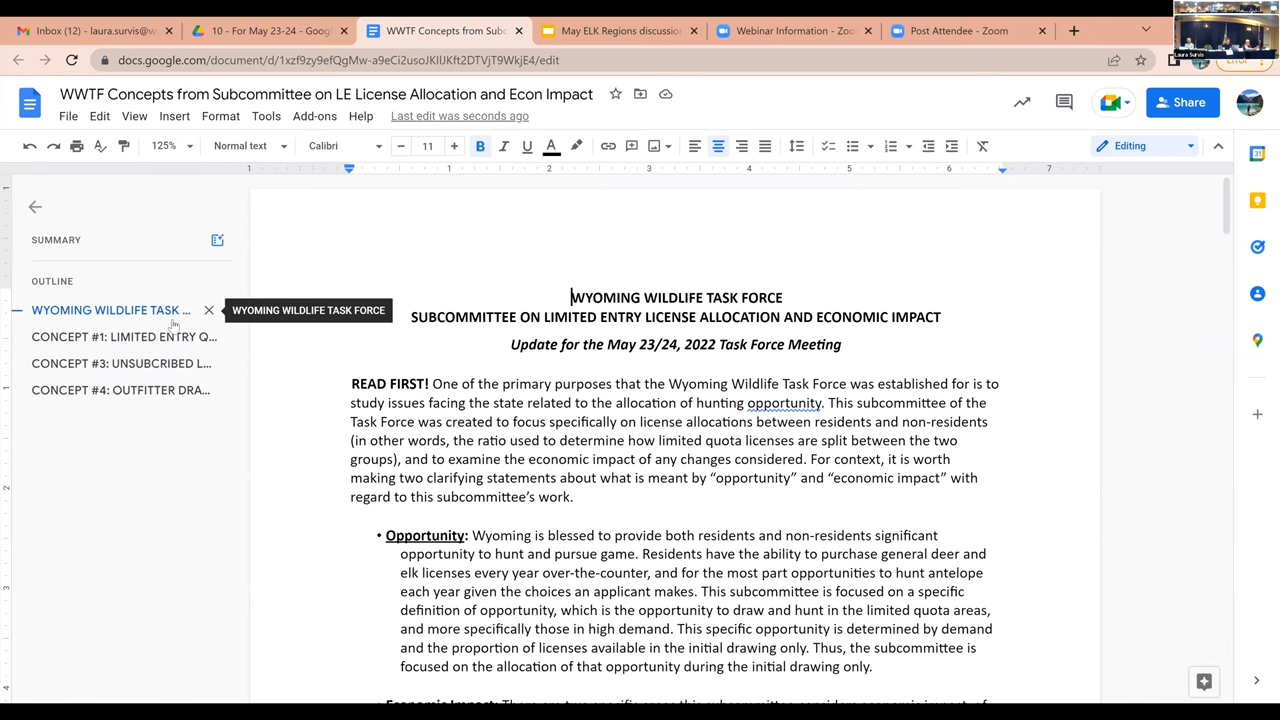 Inbox (12) - laura.survis@w
10 - For May 23-24 - Googl
WWTF Concepts from Subc
May ELK Regions discussion
Webinar Information - Zoo
Post Attendee - Zoom
Laura Survis
docs.google.com/document/d/
/edit
Error
WWTF Concepts from Subcommittee on LE License Allocation and Econ Impact
File Edit View Insert Format Tools Add-ons Help Last edit was seconds ago
Share
125% Normal text Calibri 11 B I U A Editing
1 1 2 3 4 5 6 7
SUMMARY
OUTLINE
WYOMING WILDLIFE TASK ...
WYOMING WILDLIFE TASK FORCE
CONCEPT #1: LIMITED ENTRY Q...
CONCEPT #3: UNSUBCRIBED L...
CONCEPT #4: OUTFITTER DRA...
WYOMING WILDLIFE TASK FORCE
SUBCOMMITTEE ON LIMITED ENTRY LICENSE ALLOCATION AND ECONOMIC IMPACT
Update for the May 23/24, 2022 Task Force Meeting
READ FIRST! One of the primary purposes that the Wyoming Wildlife Task Force was established for is to
study issues facing the state related to the allocation of hunting opportunity. This subcommittee of the
Task Force was created to focus specifically on license allocations between residents and non-residents
(in other words, the ratio used to determine how limited quota licenses are split between the two
groups), and to examine the economic impact of any changes considered. For context, it is worth
making two clarifying statements about what is meant by “opportunity” and “economic impact” with
regard to this subcommittee’s work.
• Opportunity: Wyoming is blessed to provide both residents and non-residents significant
opportunity to hunt and pursue game. Residents have the ability to purchase general deer and
elk licenses every year over-the-counter, and for the most part opportunities to hunt antelope
each year given the choices an applicant makes. This subcommittee is focused on a specific
definition of opportunity, which is the opportunity to draw and hunt in the limited quota areas,
and more specifically those in high demand. This specific opportunity is determined by demand
and the proportion of licenses available in the initial drawing only. Thus, the subcommittee is
focused on the allocation of that opportunity during the initial drawing only.